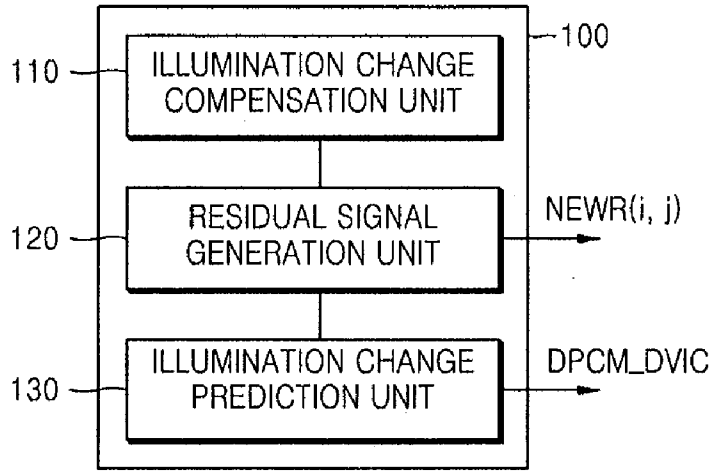 100
110
ILLUMINATION CHANGE
COMPENSATION UNIT
120
RESIDUAL SIGNAL
GENERATION UNIT
NEWR(i, j)
130
ILLUMINATION CHANGE
PREDICTION UNIT
DPCM_DVIC